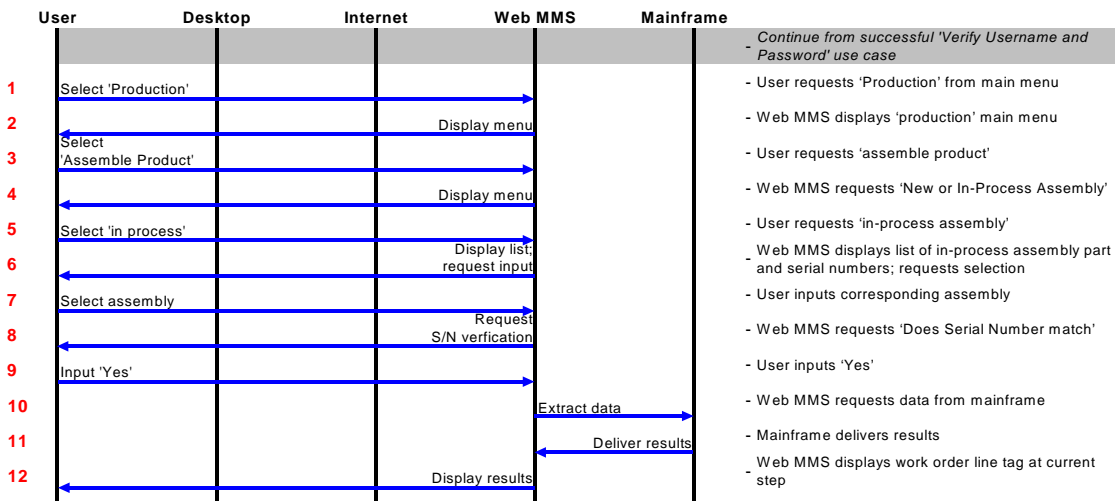 User Desktop Internet Web MMS Mainframe
- Continue from successful 'Verify Username and
Password' use case
1 Select 'Production' - User requests ‘Production’ from main menu
2 Display menu - Web MMS displays ‘production’ main menu
Select
3 'Assemble Product' - User requests ‘assemble product’
4 Display menu - Web MMS requests ‘New or In-Process Assembly’
5 Select 'in process' - User requests ‘in-process assembly’
Display list; - Web MMS displays list of in-process assembly part
6 request input and serial numbers; requests selection
7 Select assembly - User inputs corresponding assembly
Request
8 S/N verfication - Web MMS requests ‘Does Serial Number match’
9 Input 'Yes' - User inputs ‘Yes’
10 Extract data - Web MMS requests data from mainframe
11 Deliver results - Mainframe delivers results
12 Display results - Web MMS displays work order line tag at current
step